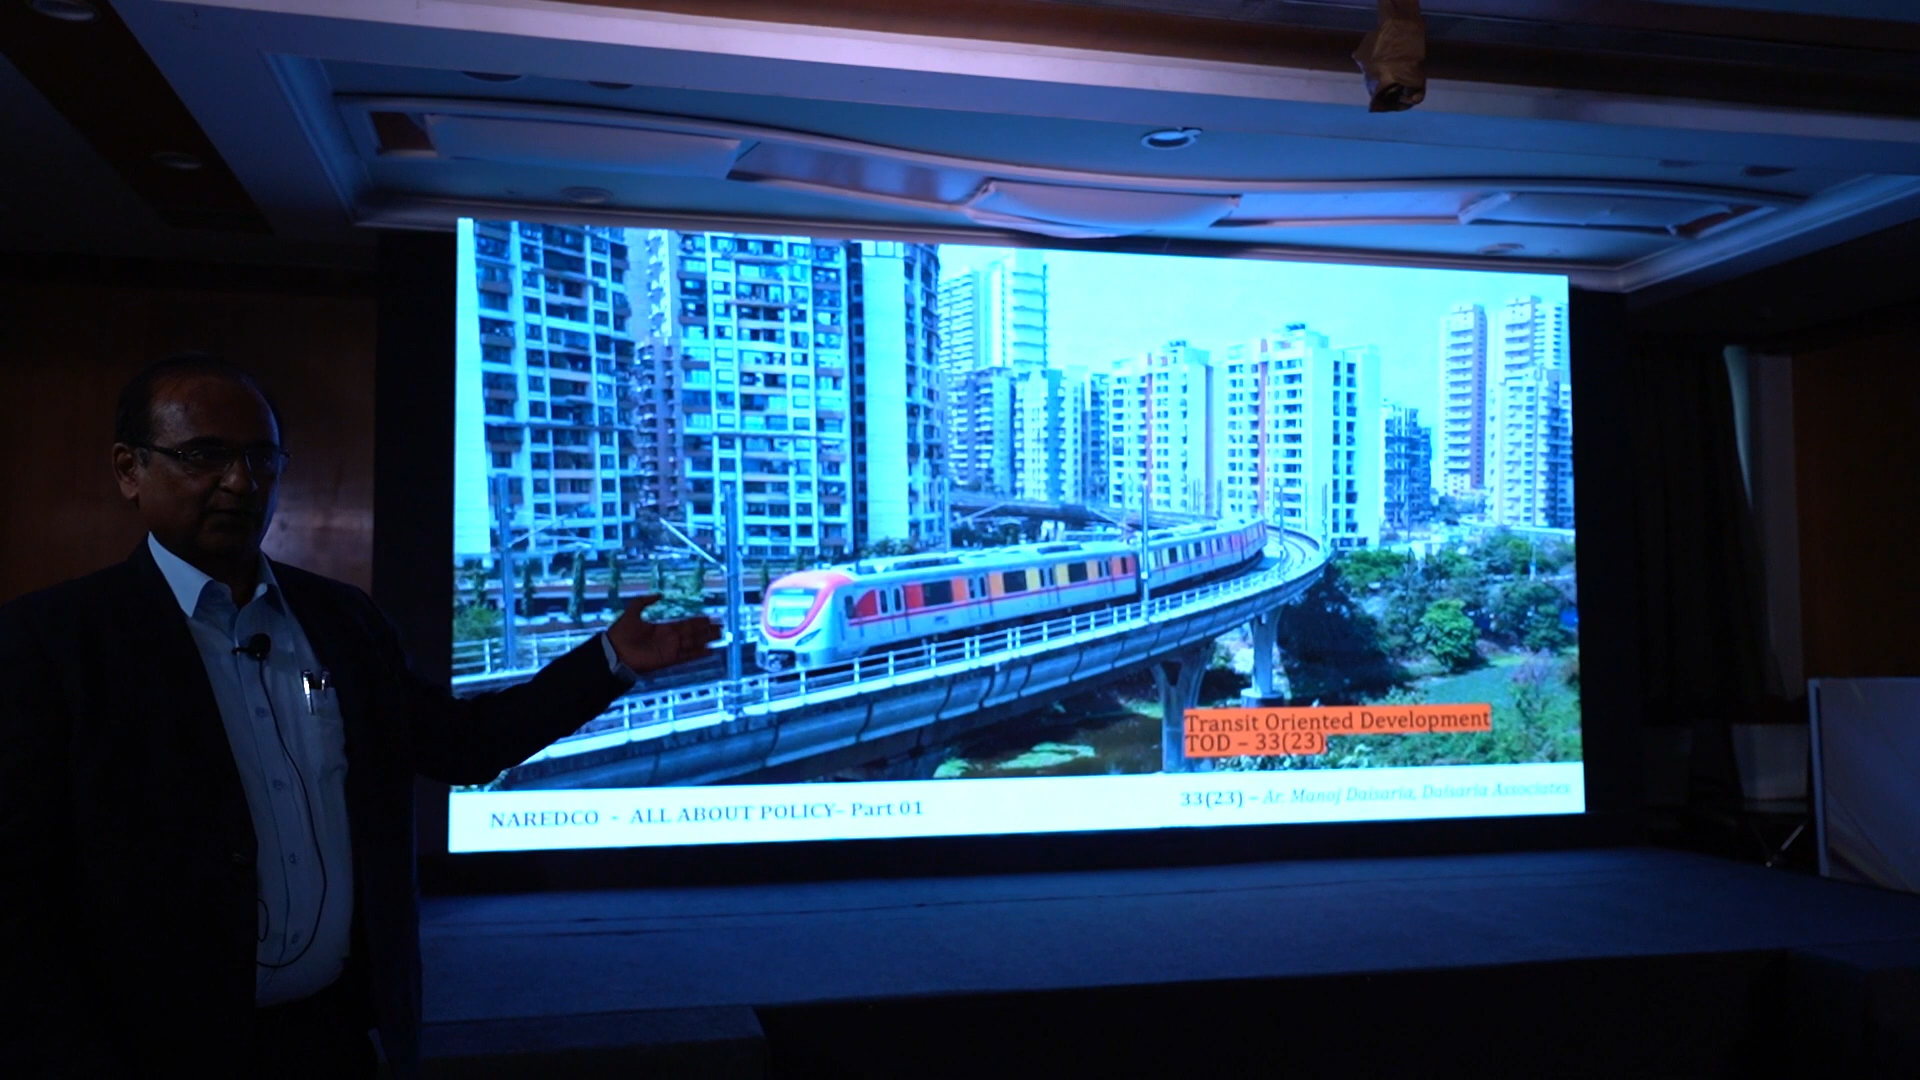 Transit Oriented Development
TOD – 33(23)
NAREDCO - ALL ABOUT POLICY– Part 01
33(23) – Ar. Manoj Daisaria, Daisaria Associates